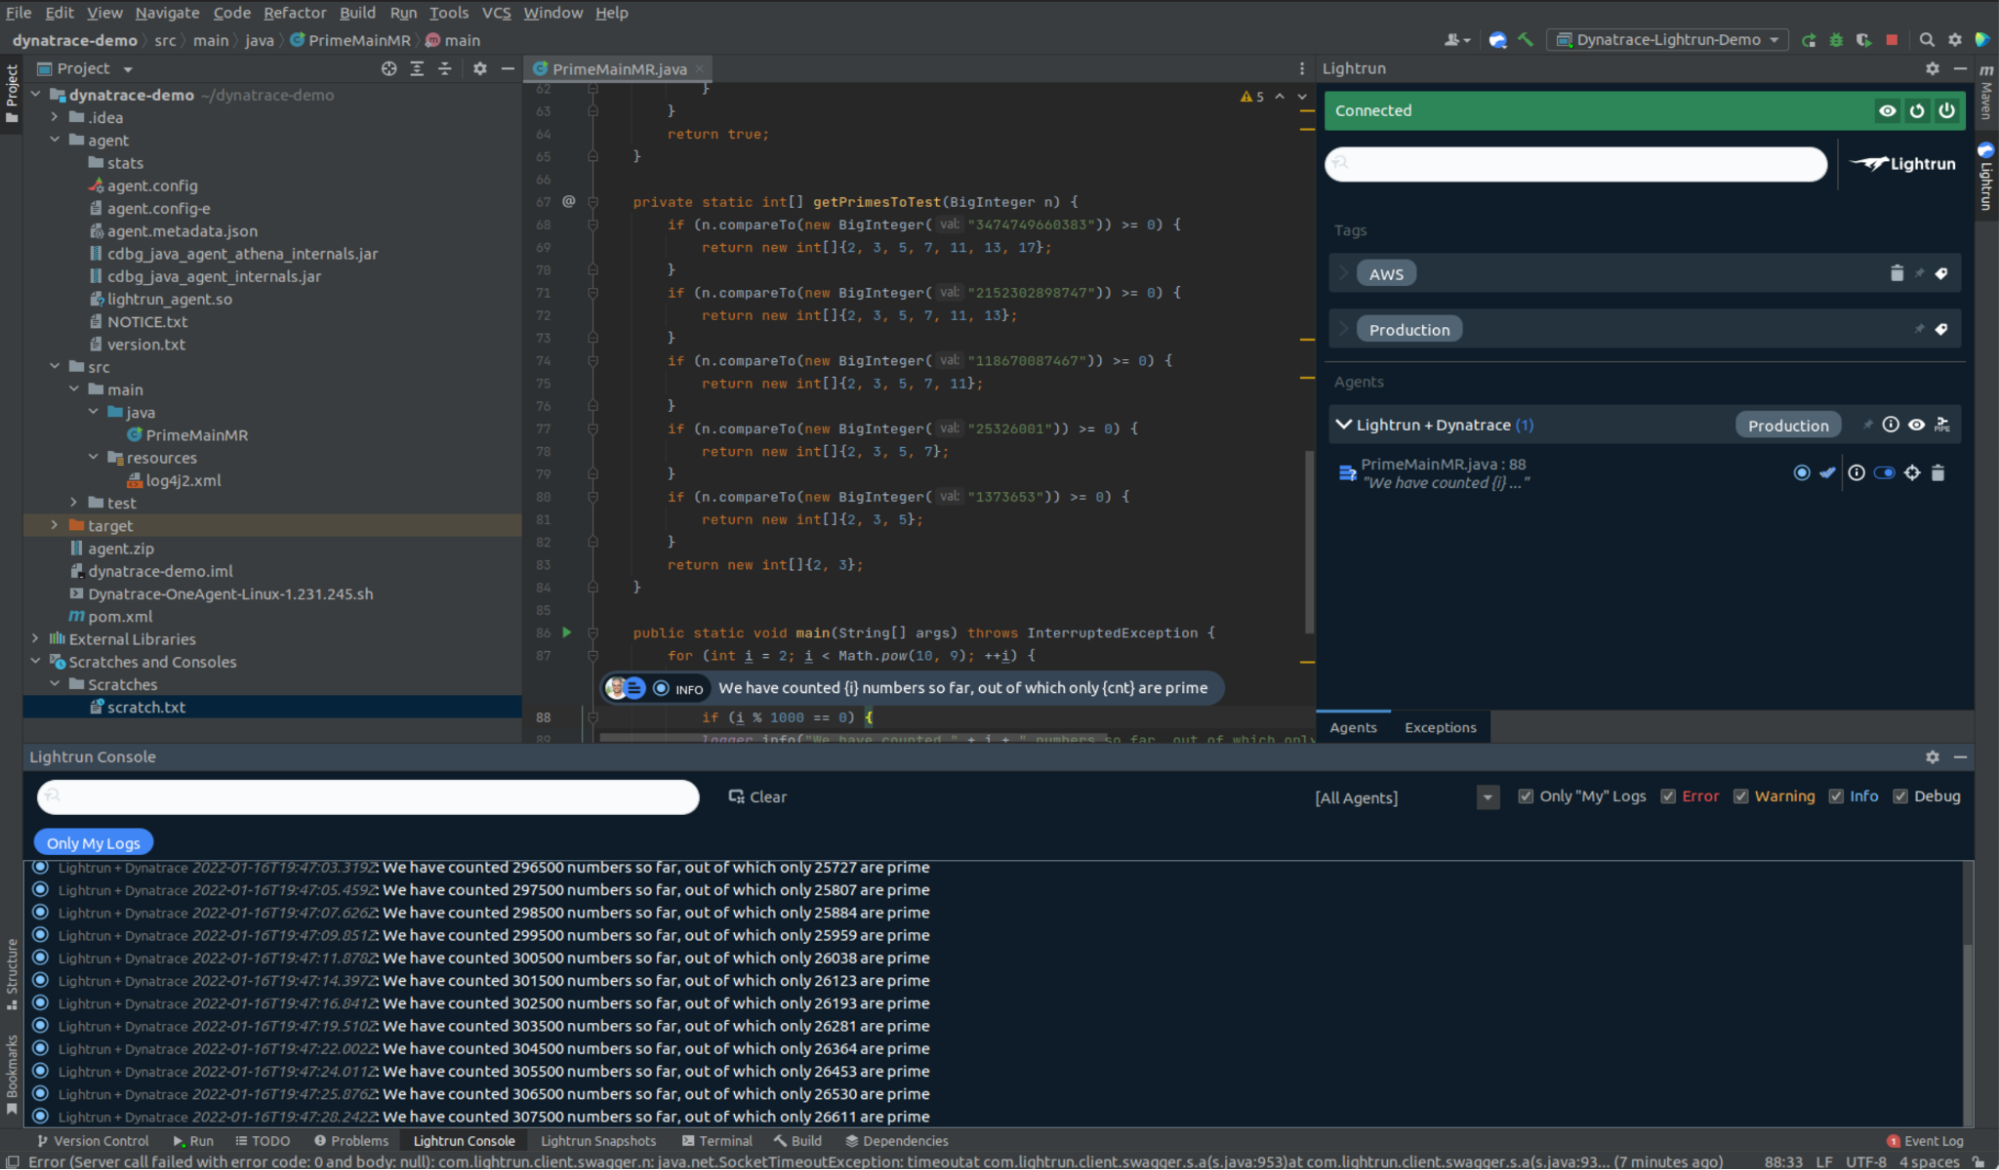 File Edit View Navigate Code Refactor Build Run Tools VCS Window Help
dynatrace-demo src main java PrimeMainMR main
Dynatrace-Lightrun-Demo
Project
Project
PrimeMainMR.java
Lightrun
Maven
Lightrun
dynatrace-demo ~/dynatrace-demo
.idea
agent
stats
agent.config
agent.config-e
agent.metadata.json
cdbg_java_agent_athena_internals.jar
cdbg_java_agent_internals.jar
lightrun_agent.so
NOTICE.txt
version.txt
src
main
java
PrimeMainMR
resources
log4j2.xml
test
target
agent.zip
dynatrace-demo.iml
Dynatrace-OneAgent-Linux-1.231.245.sh
pom.xml
External Libraries
Scratches and Consoles
Scratches
scratch.txt
5
62 }
63 }
64 return true;
65 }
66
67 @ private static int[] getPrimesToTest(BigInteger n) {
68 if (n.compareTo(new BigInteger( val: "3474749660383")) >= 0) {
69 return new int[]{2, 3, 5, 7, 11, 13, 17};
70 }
71 if (n.compareTo(new BigInteger( val: "2152302898747")) >= 0) {
72 return new int[]{2, 3, 5, 7, 11, 13};
73 }
74 if (n.compareTo(new BigInteger( val: "118670087467")) >= 0) {
75 return new int[]{2, 3, 5, 7, 11};
76 }
77 if (n.compareTo(new BigInteger( val: "25326001")) >= 0) {
78 return new int[]{2, 3, 5, 7};
79 }
80 if (n.compareTo(new BigInteger( val: "1373653")) >= 0) {
81 return new int[]{2, 3, 5};
82 }
83 return new int[]{2, 3};
84 }
85
86 public static void main(String[] args) throws InterruptedException {
87 for (int i = 2; i < Math.pow(10, 9); ++i) {
INFO We have counted {i} numbers so far, out of which only {cnt} are prime
88 if (i % 1000 == 0) {
89 logger.info("We have counted " + i + " numbers so far, out of which only
Connected
Lightrun
Tags
AWS
Production
Agents
Lightrun + Dynatrace (1) Production
PrimeMainMR.java : 88
"We have counted {i} ..."
Agents Exceptions
Lightrun Console
Clear
[All Agents] Only "My" Logs Error Warning Info Debug
Only My Logs
Lightrun + Dynatrace 2022-01-16T19:47:03.319Z: We have counted 296500 numbers so far, out of which only 25727 are prime
Lightrun + Dynatrace 2022-01-16T19:47:05.459Z: We have counted 297500 numbers so far, out of which only 25807 are prime
Lightrun + Dynatrace 2022-01-16T19:47:07.626Z: We have counted 298500 numbers so far, out of which only 25884 are prime
Lightrun + Dynatrace 2022-01-16T19:47:09.851Z: We have counted 299500 numbers so far, out of which only 25959 are prime
Lightrun + Dynatrace 2022-01-16T19:47:11.878Z: We have counted 300500 numbers so far, out of which only 26038 are prime
Lightrun + Dynatrace 2022-01-16T19:47:14.397Z: We have counted 301500 numbers so far, out of which only 26123 are prime
Lightrun + Dynatrace 2022-01-16T19:47:16.841Z: We have counted 302500 numbers so far, out of which only 26193 are prime
Lightrun + Dynatrace 2022-01-16T19:47:19.510Z: We have counted 303500 numbers so far, out of which only 26281 are prime
Lightrun + Dynatrace 2022-01-16T19:47:22.002Z: We have counted 304500 numbers so far, out of which only 26364 are prime
Lightrun + Dynatrace 2022-01-16T19:47:24.011Z: We have counted 305500 numbers so far, out of which only 26453 are prime
Lightrun + Dynatrace 2022-01-16T19:47:25.876Z: We have counted 306500 numbers so far, out of which only 26530 are prime
Lightrun + Dynatrace 2022-01-16T19:47:28.242Z: We have counted 307500 numbers so far, out of which only 26611 are prime
Structure
Bookmarks
Version Control Run TODO Problems Lightrun Console Lightrun Snapshots Terminal Build Dependencies 1 Event Log
Error (Server call failed with error code: 0 and body: null): com.lightrun.client.swagger.n: java.net.SocketTimeoutException: timeoutat com.lightrun.client.swagger.s.a(s.java:953)at com.lightrun.client.swagger.s.a(s.java:93... (7 minutes ago) 88:33 LF UTF-8 4 spaces